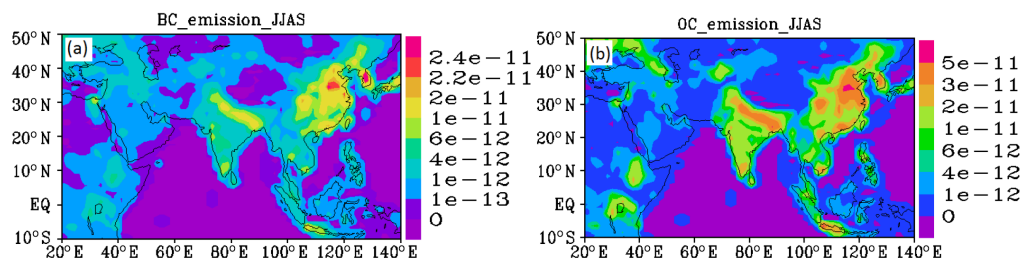 BC_emission_JJAS
(a)
50°N
40°N
30°N
20°N
10°N
EQ
10°S
20°E 40°E 60°E 80°E 100°E 120°E 140°E
2.4e−11
2.2e−11
2e−11
1e−11
6e−12
4e−12
1e−12
1e−13
0
OC_emission_JJAS
(b)
50°N
40°N
30°N
20°N
10°N
EQ
10°S
20°E 40°E 60°E 80°E 100°E 120°E 140°E
5e−11
3e−11
2e−11
1e−11
6e−12
4e−12
1e−12
0